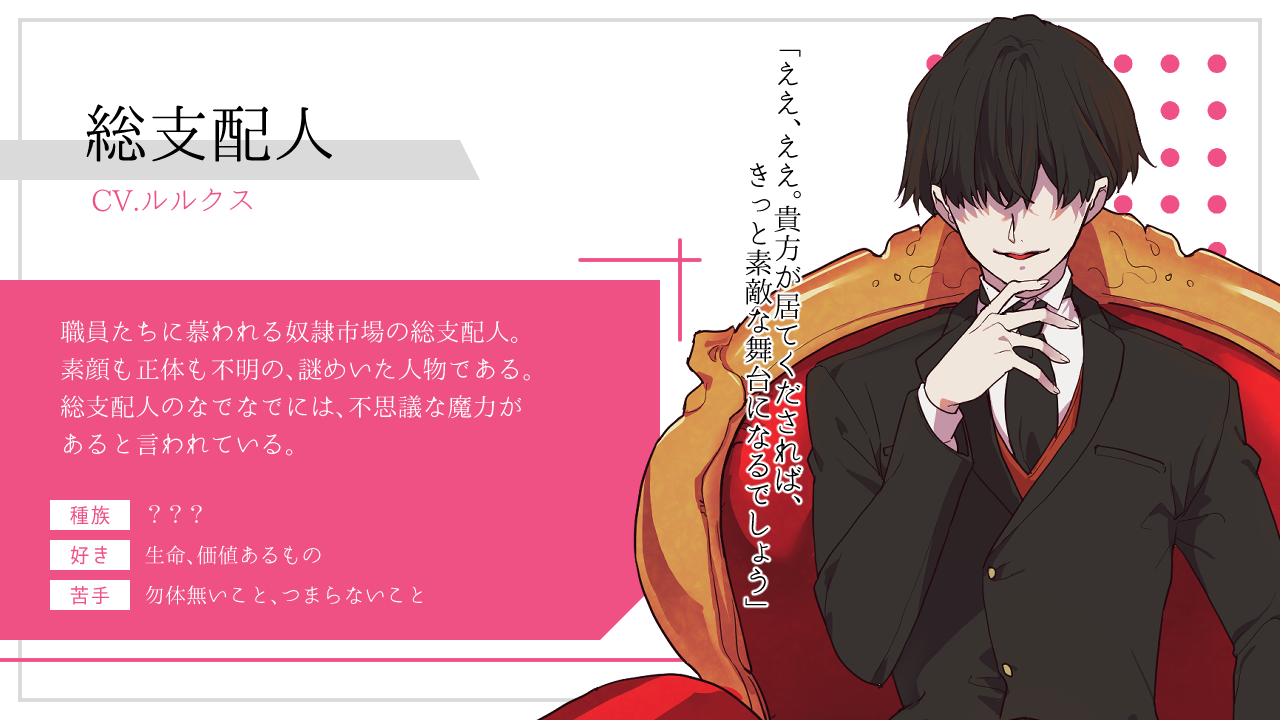 総支配人
CV.ルルクス
「ええ、ええ。貴方が居てくだされば、
きっと素敵な舞台になるでしょう」
職員たちに慕われる奴隷市場の総支配人。
素顔も正体も不明の、謎めいた人物である。
総支配人のなでなでには、不思議な魔力が
あると言われている。
種族 ？？？
好き 生命、価値あるもの
苦手 勿体無いこと、つまらないこと